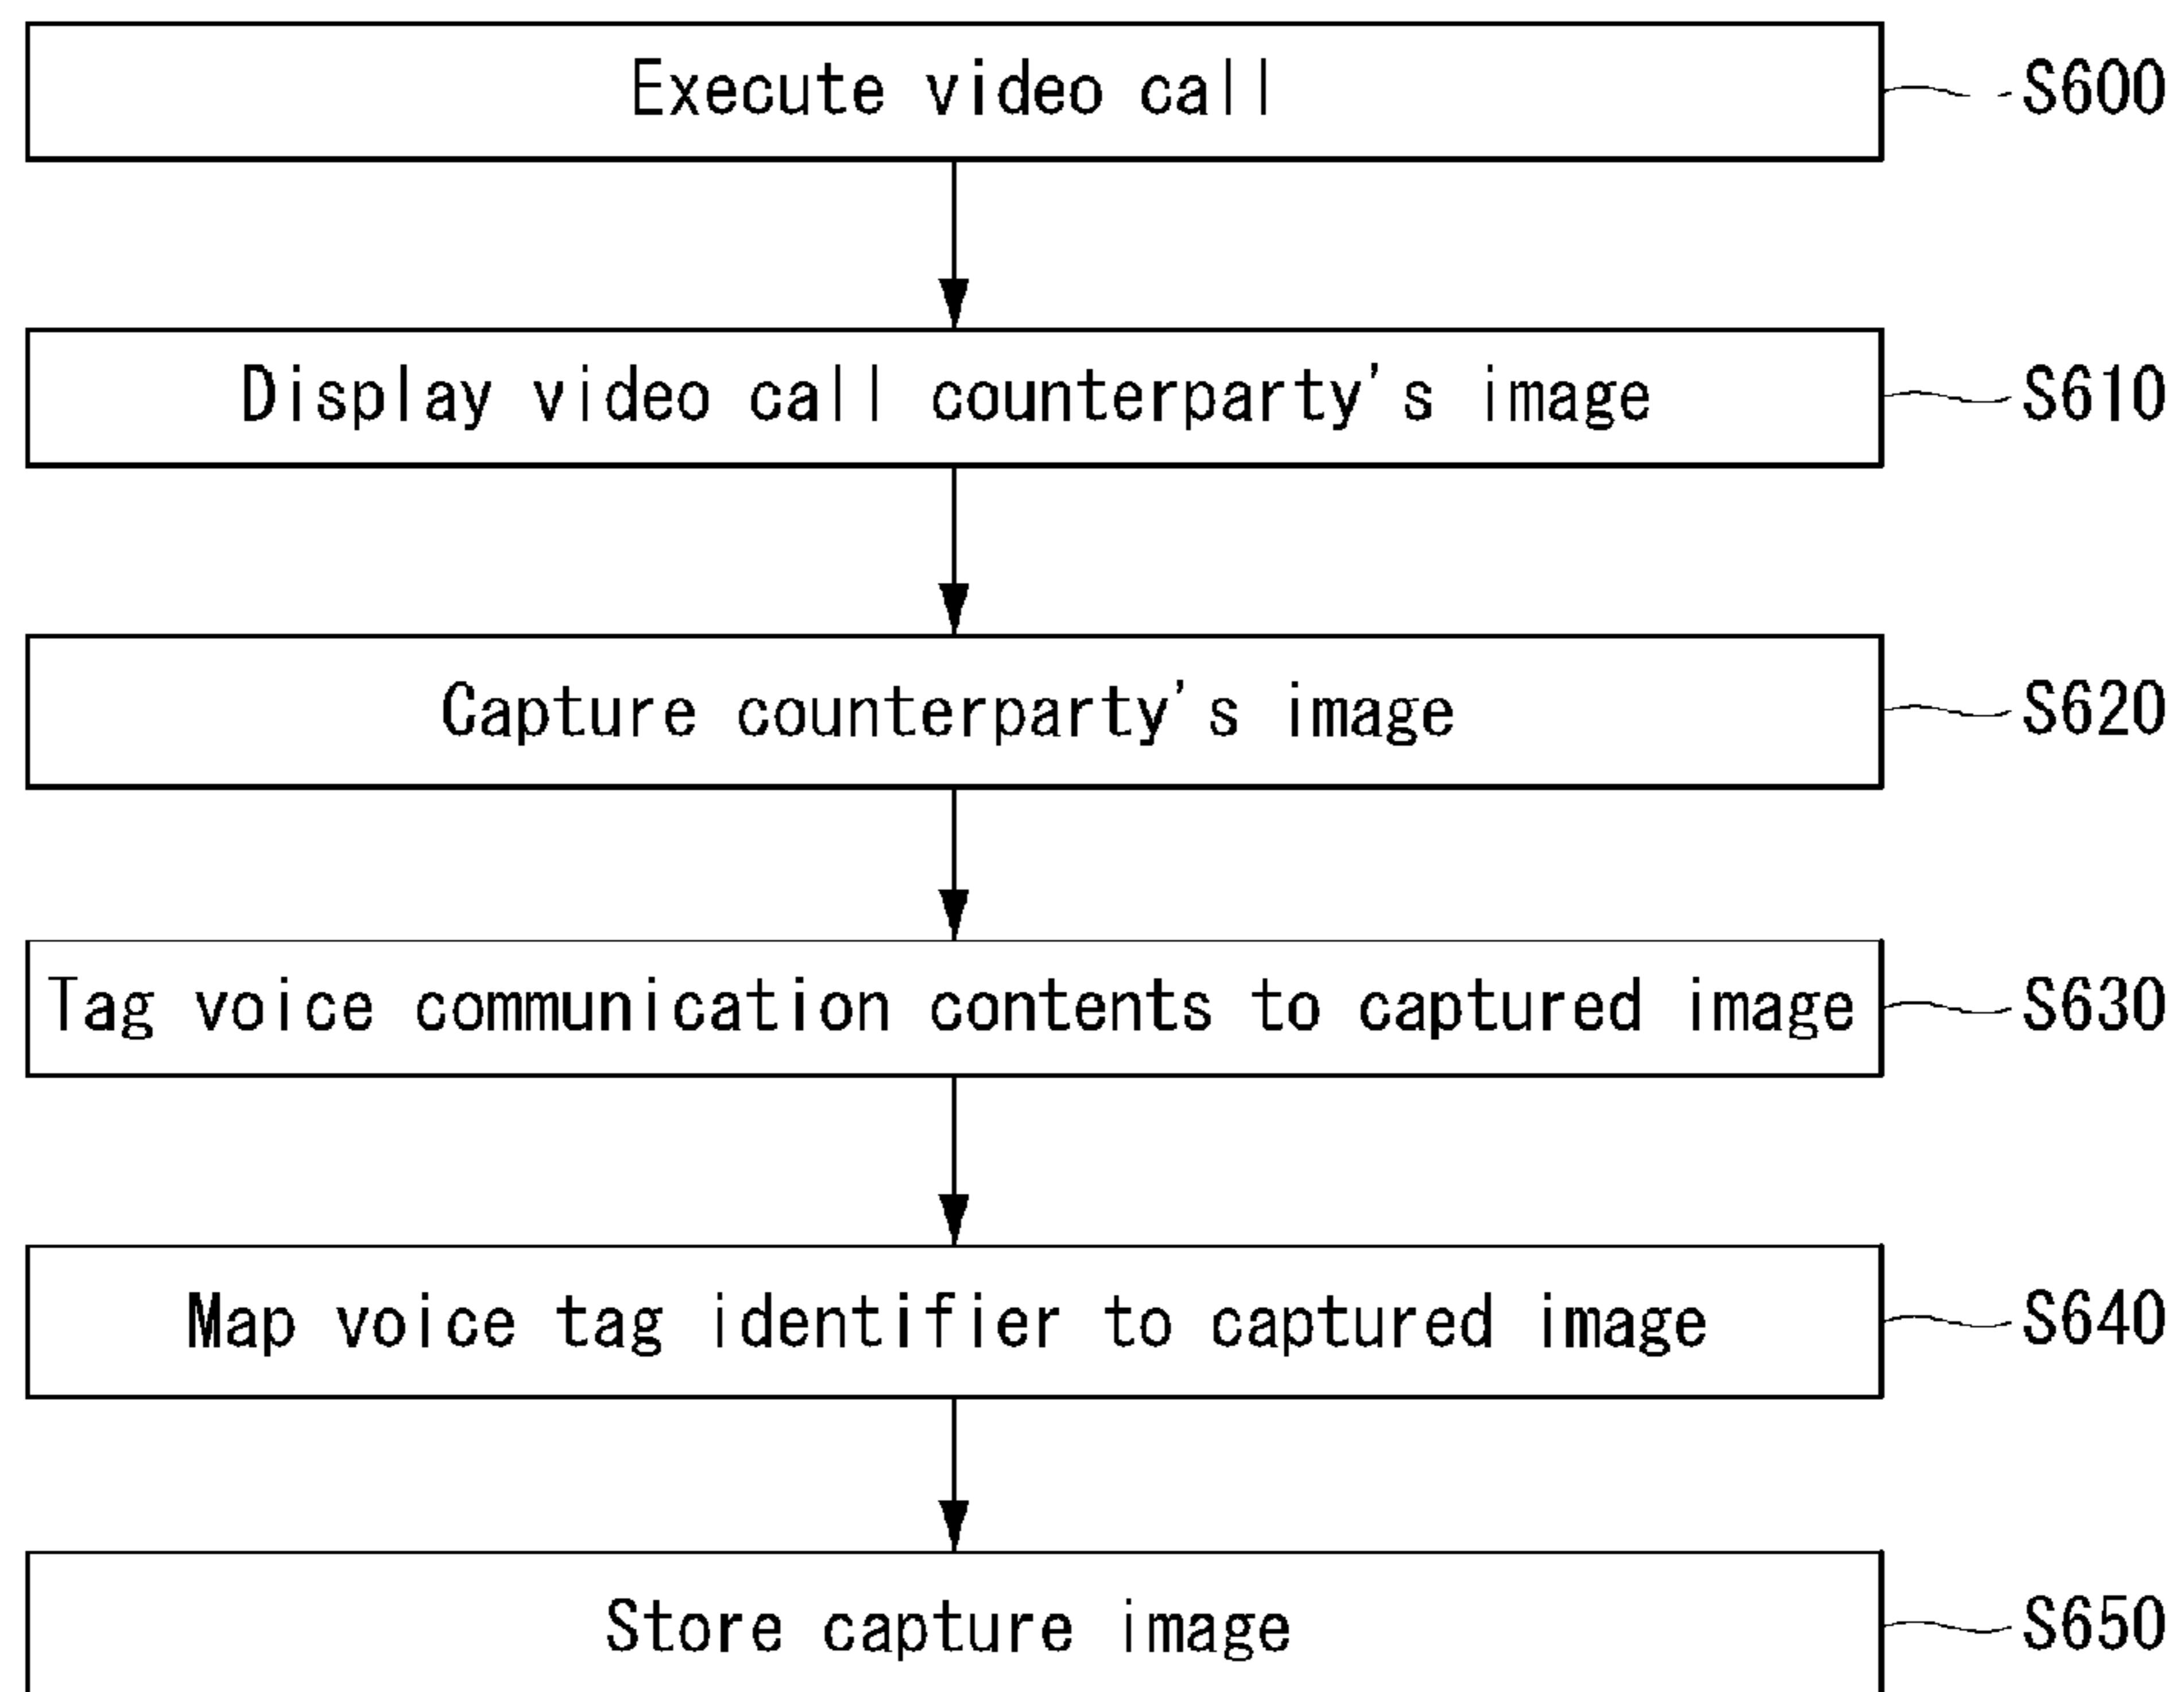 Execute video call S600
Display video call counterparty's image S610
Capture counterparty's image S620
Tag voice communication contents to captured image S630
Map voice tag identifier to captured image S640
Store capture image S650